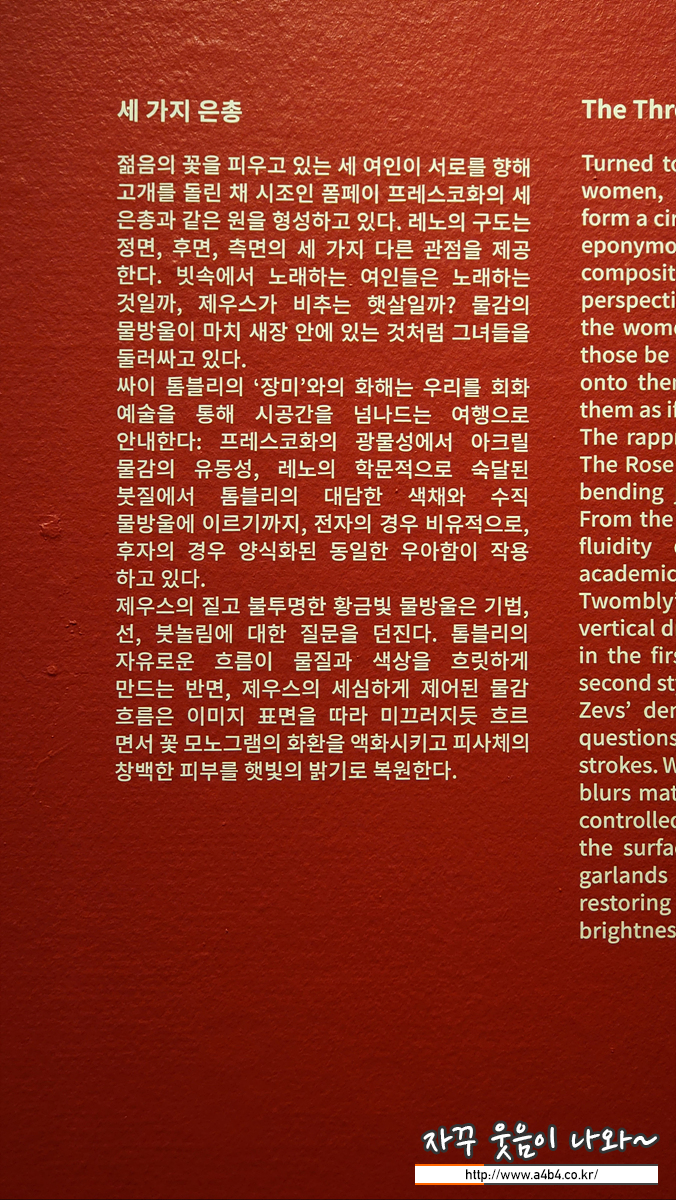 세 가지 은총
젊음의 꽃을 피우고 있는 세 여인이 서로를 향해
고개를 돌린 채 시조인 폼페이 프레스코화의 세
은총과 같은 원을 형성하고 있다. 레노의 구도는
정면, 후면, 측면의 세 가지 다른 관점을 제공
한다. 빗속에서 노래하는 여인들은 노래하는
것일까, 제우스가 비추는 햇살일까? 물감의
물방울이 마치 새장 안에 있는 것처럼 그녀들을
둘러싸고 있다.
싸이 톰블리의 ‘장미’와의 화해는 우리를 회화
예술을 통해 시공간을 넘나드는 여행으로
안내한다: 프레스코화의 광물성에서 아크릴
물감의 유동성, 레노의 학문적으로 숙달된
붓질에서 톰블리의 대담한 색채와 수직
물방울에 이르기까지, 전자의 경우 비유적으로,
후자의 경우 양식화된 동일한 우아함이 작용
하고 있다.
제우스의 짙고 불투명한 황금빛 물방울은 기법,
선, 붓놀림에 대한 질문을 던진다. 톰블리의
자유로운 흐름이 물질과 색상을 흐릿하게
만드는 반면, 제우스의 세심하게 제어된 물감
흐름은 이미지 표면을 따라 미끄러지듯 흐르
면서 꽃 모노그램의 화환을 액화시키고 피사체의
창백한 피부를 햇빛의 밝기로 복원한다.
The Thr
Turned to
women,
form a cir
eponymo
composit
perspecti
the wome
those be
onto them
them as if
The rappr
The Rose
bending
From the
fluidity
academic
Twombly'
vertical d
in the firs
second st
Zevs’ den
questions
strokes. W
blurs mat
controlled
the surfa
garlands
restoring
brightnes
자꾸 웃음이 나와~
http://www.a4b4.co.kr/